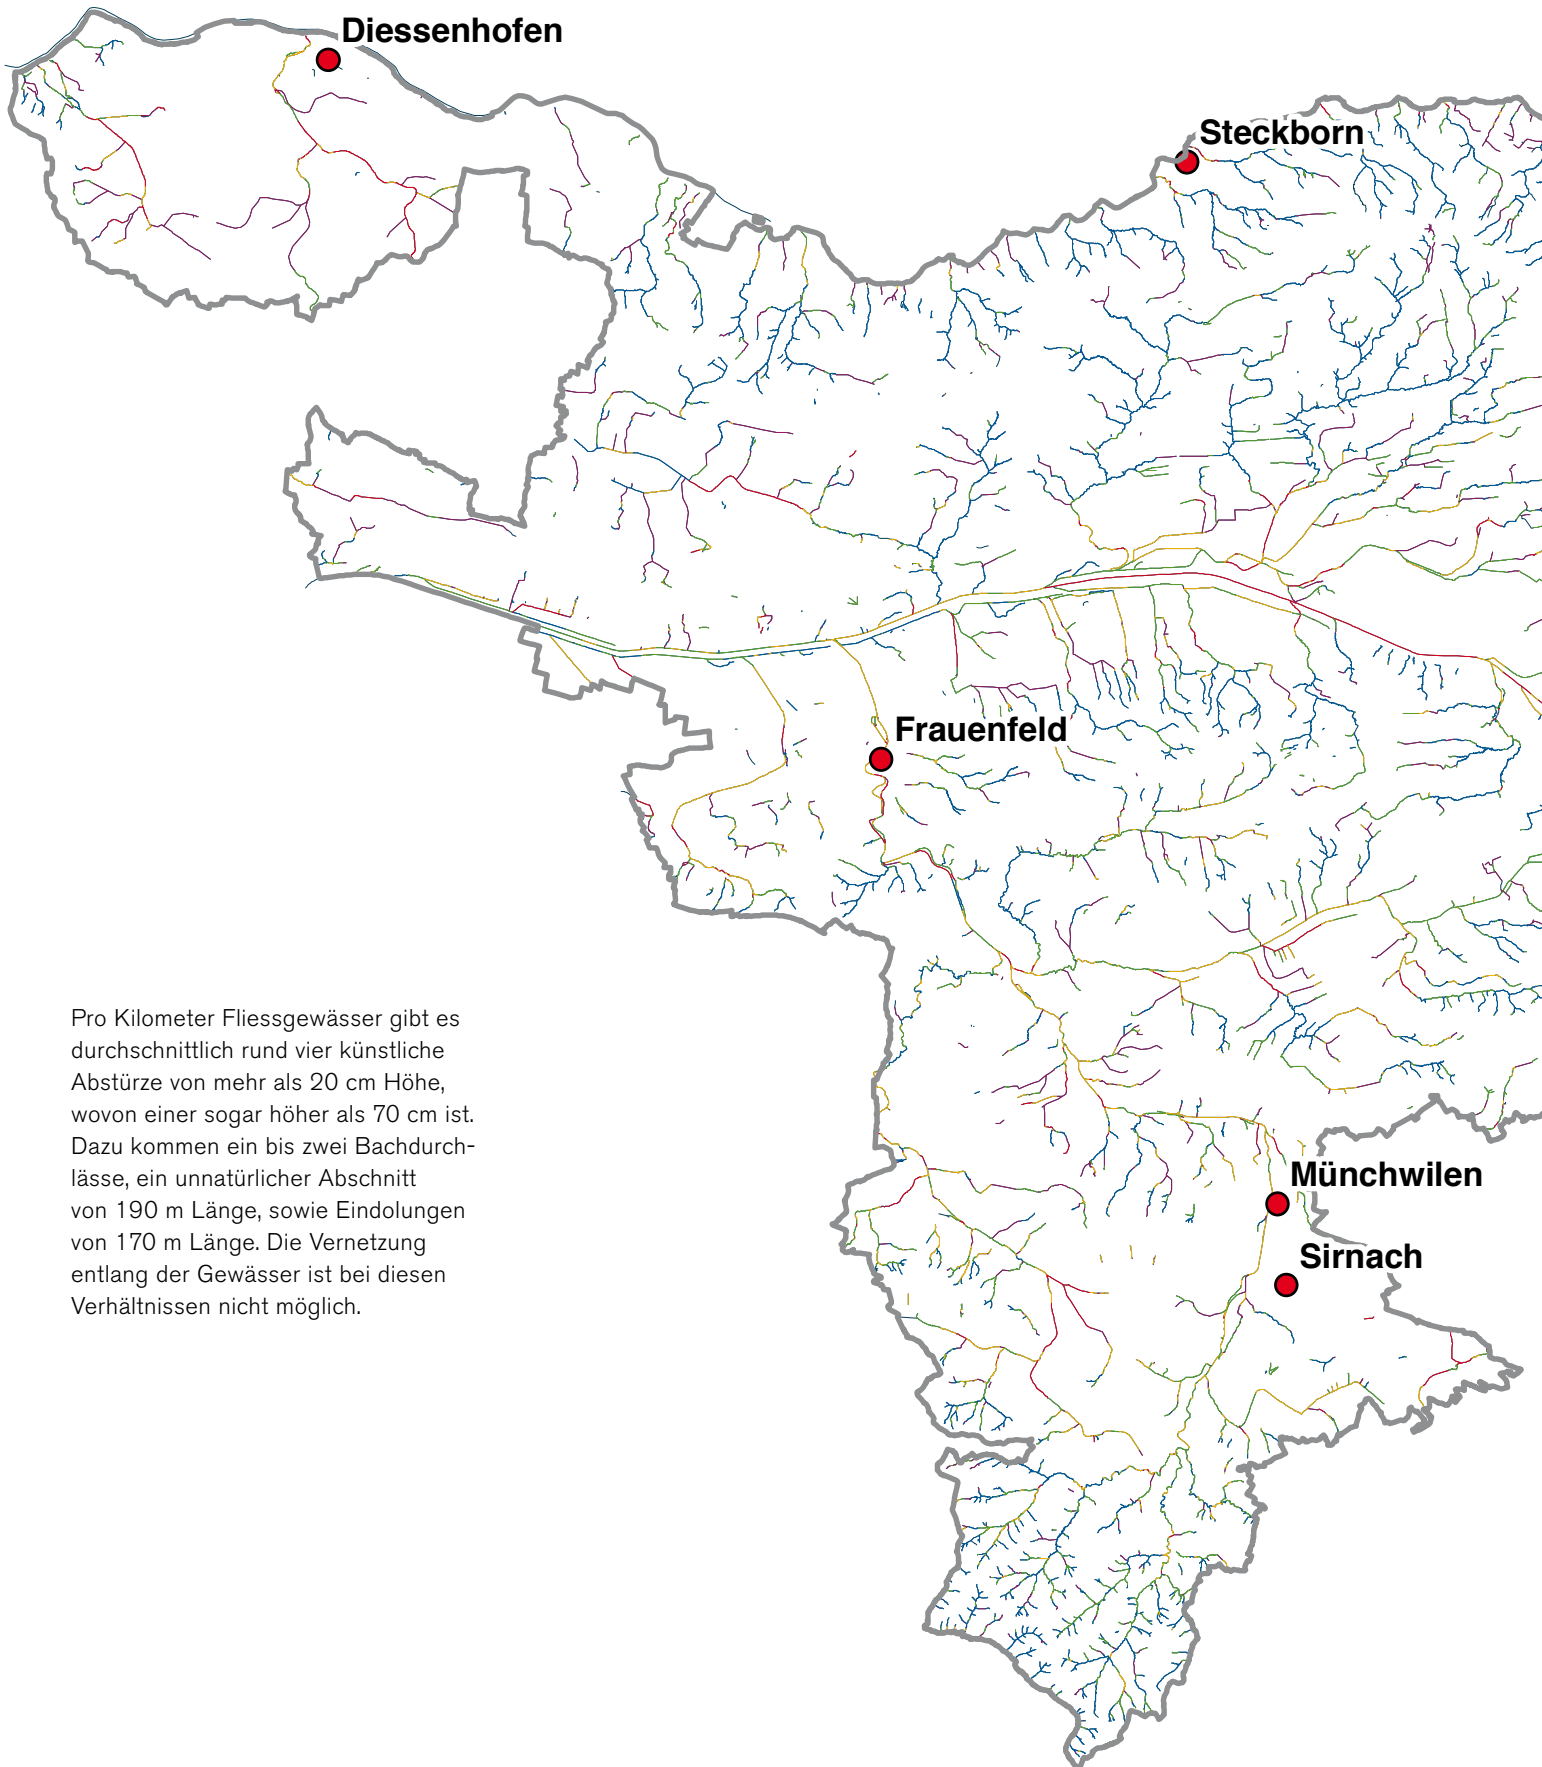 Diessenhofen
Steckborn
Frauenfeld
Pro Kilometer Fliessgewässer gibt es
durchschnittlich rund vier künstliche
Abstürze von mehr als 20 cm Höhe,
wovon einer sogar höher als 70 cm ist.
Dazu kommen ein bis zwei Bachdurch-
lässe, ein unnatürlicher Abschnitt
von 190 m Länge, sowie Eindolungen
von 170 m Länge. Die Vernetzung
entlang der Gewässer ist bei diesen
Verhältnissen nicht möglich.
Münchwilen
Sirnach